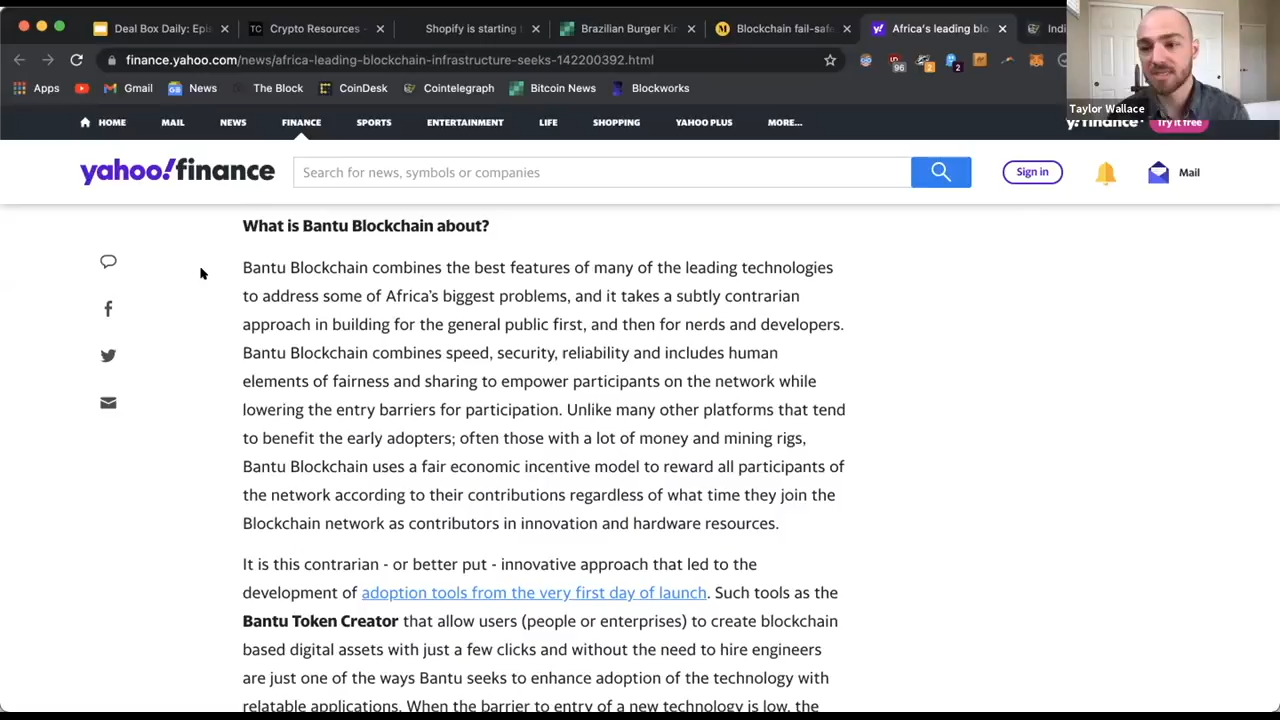 Deal Box Daily: Epi
Crypto Resources
Shopify is starting
Brazilian Burger Kin
Blockchain fail-safe
Africa's leading blo
Indi
finance.yahoo.com/news/africa-leading-blockchain-infrastructure-seeks-142200392.html
96
2
2
Apps
Gmail
News
The Block
CoinDesk
Cointelegraph
Bitcoin News
Blockworks
Taylor Wallace
HOME
MAIL
NEWS
FINANCE
SPORTS
ENTERTAINMENT
LIFE
SHOPPING
YAHOO PLUS
MORE...
Try it free
yahoo!finance
Search for news, symbols or companies
Sign in
Mail
What is Bantu Blockchain about?
Bantu Blockchain combines the best features of many of the leading technologies
to address some of Africa's biggest problems, and it takes a subtly contrarian
approach in building for the general public first, and then for nerds and developers.
Bantu Blockchain combines speed, security, reliability and includes human
elements of fairness and sharing to empower participants on the network while
lowering the entry barriers for participation. Unlike many other platforms that tend
to benefit the early adopters; often those with a lot of money and mining rigs,
Bantu Blockchain uses a fair economic incentive model to reward all participants of
the network according to their contributions regardless of what time they join the
Blockchain network as contributors in innovation and hardware resources.
It is this contrarian - or better put - innovative approach that led to the
development of adoption tools from the very first day of launch. Such tools as the
Bantu Token Creator that allow users (people or enterprises) to create blockchain
based digital assets with just a few clicks and without the need to hire engineers
are just one of the ways Bantu seeks to enhance adoption of the technology with
relatable applications. When the barrier to entry of a new technology is low, the